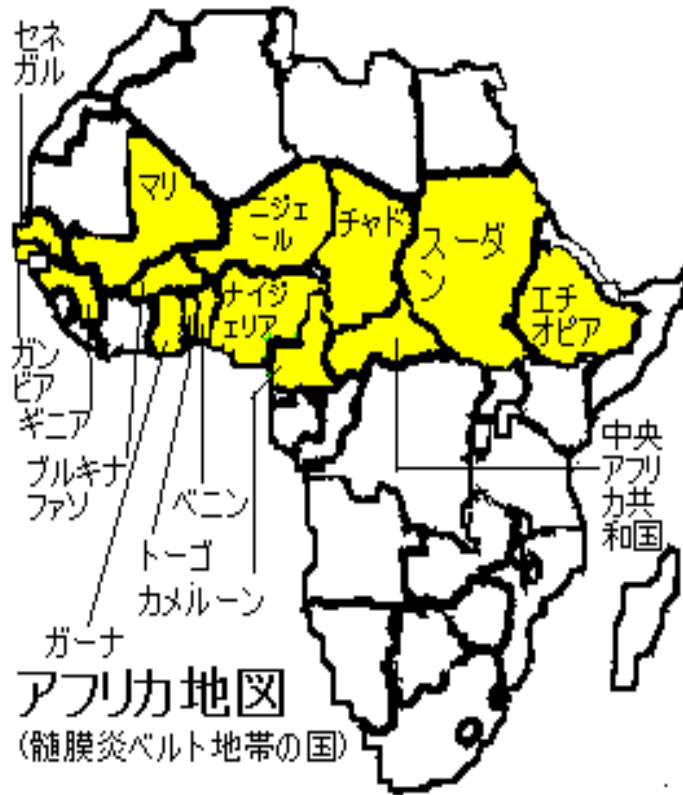 セネ
ガル
マリ
ニジェ
ール
チャド
スーダ
ン
ナイジ
ェリア
エチ
オピア
ガン
ビア
ギニア
ブルキナ
ファソ
ベニン
トーゴ
カメルーン
ガーナ
中央
アフリ
カ共
和国
アフリカ地図
(髄膜炎ベルト地帯の国)